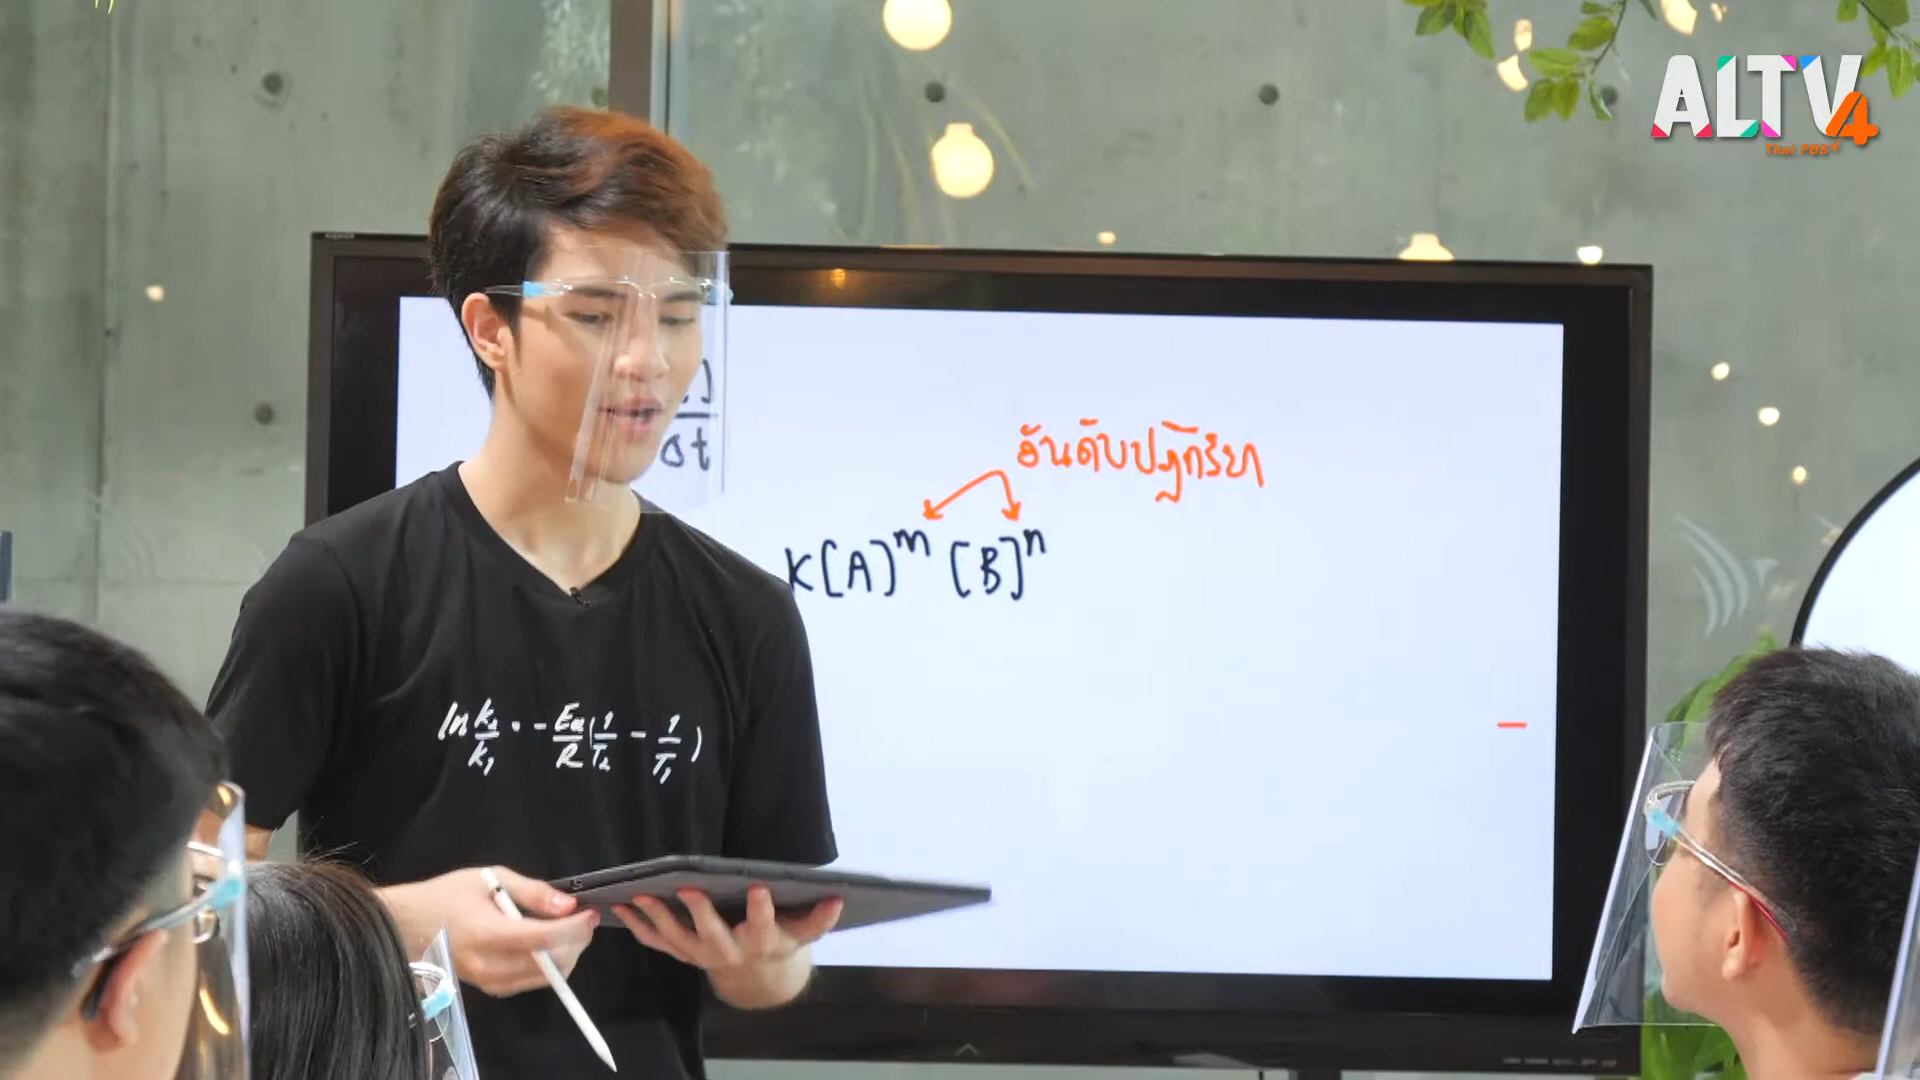 ALTV4
Thai PBS
Δt
อันดับปฏิกิริยา
K[A]ᵐ [B]ⁿ
ln k₂/k₁ = -Ea/R (1/T₂ - 1/T₁)